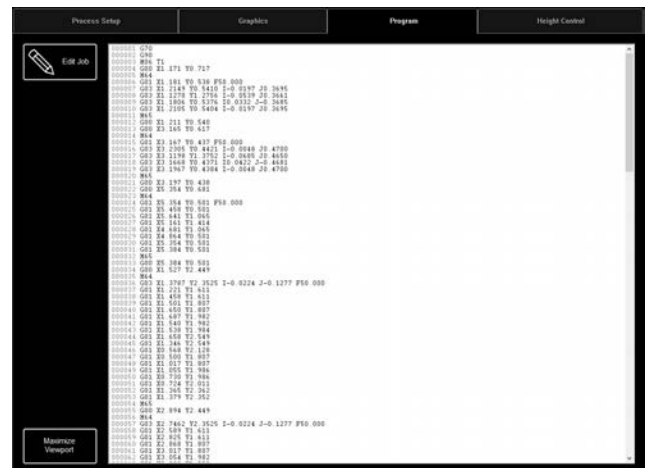 Process Setup
Graphics
Program
Height Control
Edit Job
000001 G70
000002 G90
000003 M06 T1
000004 G00 X1.171 Y0.717
000005 M64
000006 G01 X1.181 Y0.538 F50.000
000007 G03 X1.2149 Y0.5410 I-0.0197 J0.3695
000008 G03 X1.1278 Y1.2756 I-0.0539 J0.3661
000009 G03 X1.1806 Y0.5376 I0.0332 J-0.3685
000010 G03 X1.2105 Y0.5404 I-0.0197 J0.3695
000011 M65
000012 G00 X1.211 Y0.540
000013 G00 X3.165 Y0.617
000014 M64
000015 G01 X3.167 Y0.437 F50.000
000016 G03 X3.2305 Y0.4421 I-0.0048 J0.4700
000017 G03 X3.1198 Y1.3752 I-0.0685 J0.4650
000018 G03 X3.1668 Y0.4371 I0.0422 J-0.4681
000019 G03 X3.1967 Y0.4384 I-0.0048 J0.4700
000020 M65
000021 G00 X3.197 Y0.438
000022 G00 X5.354 Y0.681
000023 M64
000024 G01 X5.354 Y0.501 F50.000
000025 G01 X5.458 Y0.501
000026 G01 X5.641 Y1.065
000027 G01 X5.161 Y1.414
000028 G01 X4.681 Y1.065
000029 G01 X4.864 Y0.501
000030 G01 X5.354 Y0.501
000031 G01 X5.384 Y0.501
000032 M65
000033 G00 X5.384 Y0.501
000034 G00 X1.527 Y2.449
000035 M64
000036 G03 X1.3787 Y2.3525 I-0.0224 J-0.1277 F50.000
000037 G01 X1.221 Y1.611
000038 G01 X1.458 Y1.611
000039 G01 X1.501 Y1.807
000040 G01 X1.650 Y1.807
000041 G01 X1.687 Y1.982
000042 G01 X1.540 Y1.982
000043 G01 X1.538 Y1.984
000044 G01 X1.658 Y2.549
000045 G01 X1.346 Y2.549
000046 G01 X0.568 Y2.128
000047 G01 X0.500 Y1.807
000048 G01 X1.017 Y1.807
000049 G01 X1.055 Y1.986
000050 G01 X0.730 Y1.986
000051 G01 X0.724 Y2.011
000052 G01 X1.365 Y2.362
000053 G01 X1.379 Y2.352
000054 M65
000055 G00 X2.894 Y2.449
000056 M64
000057 G03 X2.7462 Y2.3525 I-0.0224 J-0.1277 F50.000
000058 G01 X2.589 Y1.611
000059 G01 X2.825 Y1.611
000060 G01 X2.868 Y1.807
000061 G01 X3.017 Y1.807
000062 G01 X3.054 Y1.982
Maximize
Viewport